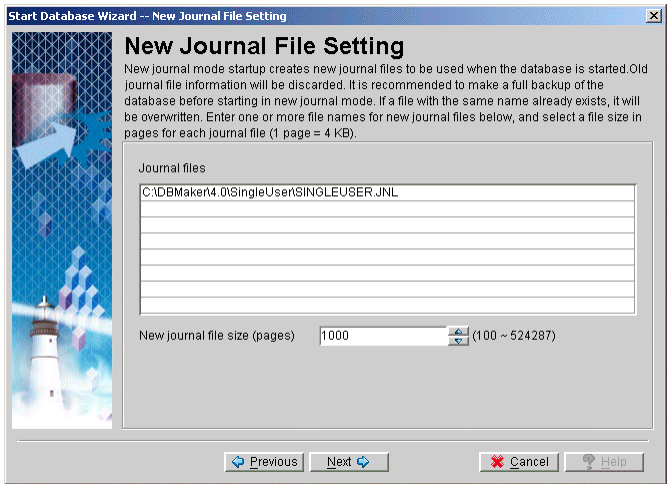 Start Database Wizard -- New Journal File Setting
New Journal File Setting
New journal mode startup creates new journal files to be used when the database is started.Old
journal file information will be discarded. It is recommended to make a full backup of the
database before starting in new journal mode. If a file with the same name already exists, it will
be overwritten. Enter one or more file names for new journal files below, and select a file size in
pages for each journal file (1 page = 4 KB).
Journal files
C:\DBMaker\4.0\SingleUser\SINGLEUSER.JNL
New journal file size (pages) 1000 (100 ~ 524287)
Previous Next Cancel Help